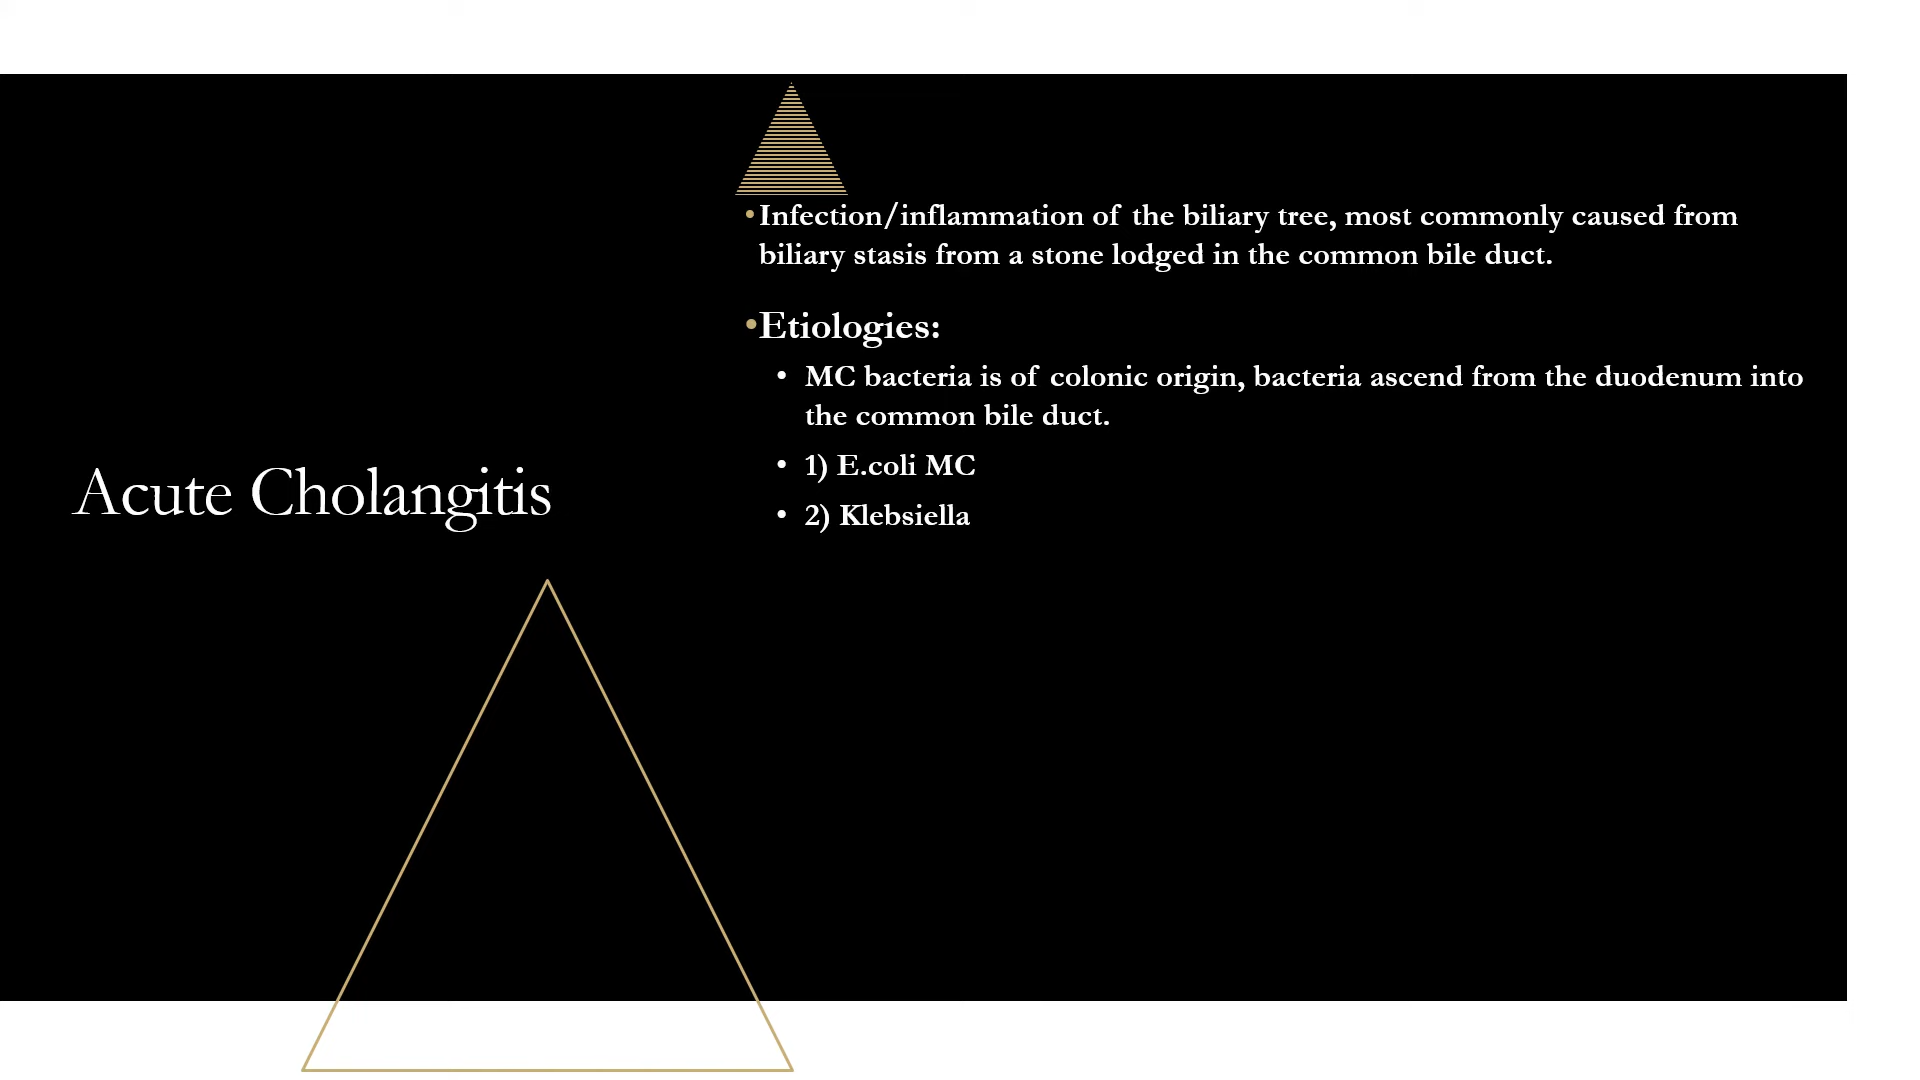 Acute Cholangitis
•Infection/inflammation of the biliary tree, most commonly caused from
biliary stasis from a stone lodged in the common bile duct.
•Etiologies:
• MC bacteria is of colonic origin, bacteria ascend from the duodenum into
the common bile duct.
• 1) E.coli MC
• 2) Klebsiella